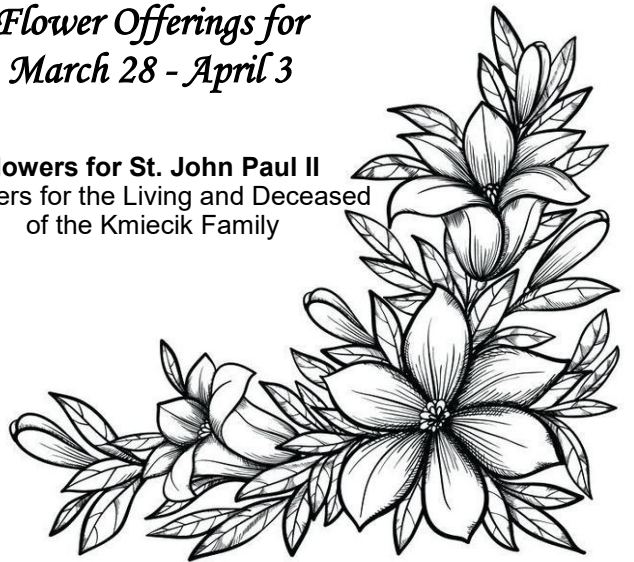 Flower Offerings for
March 28 - April 3
lowers for St. John Paul II
ers for the Living and Deceased
of the Kmiecik Family